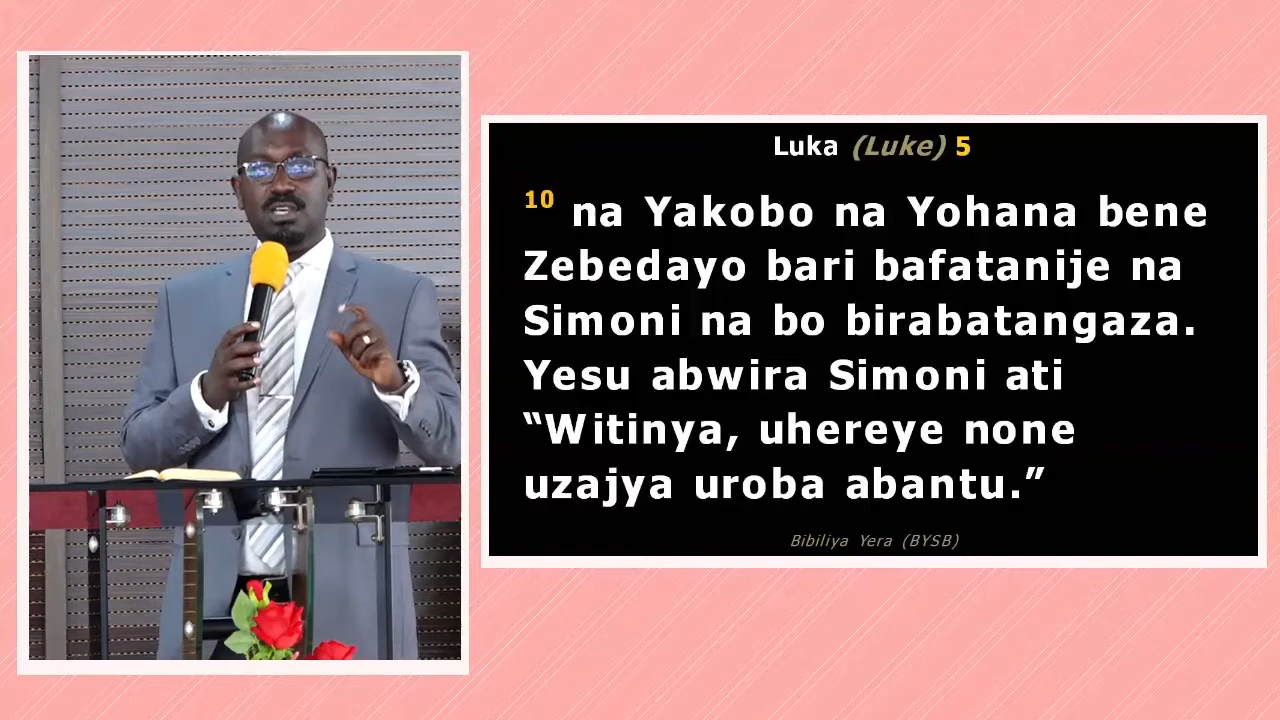 Luka (Luke) 5
10 na Yakobo na Yohana bene
Zebedayo bari bafatanije na
Simoni na bo birabatangaza.
Yesu abwira Simoni ati
“Witinya, uhereye none
uzajya uroba abantu.”
Bibiliya Yera (BYSB)